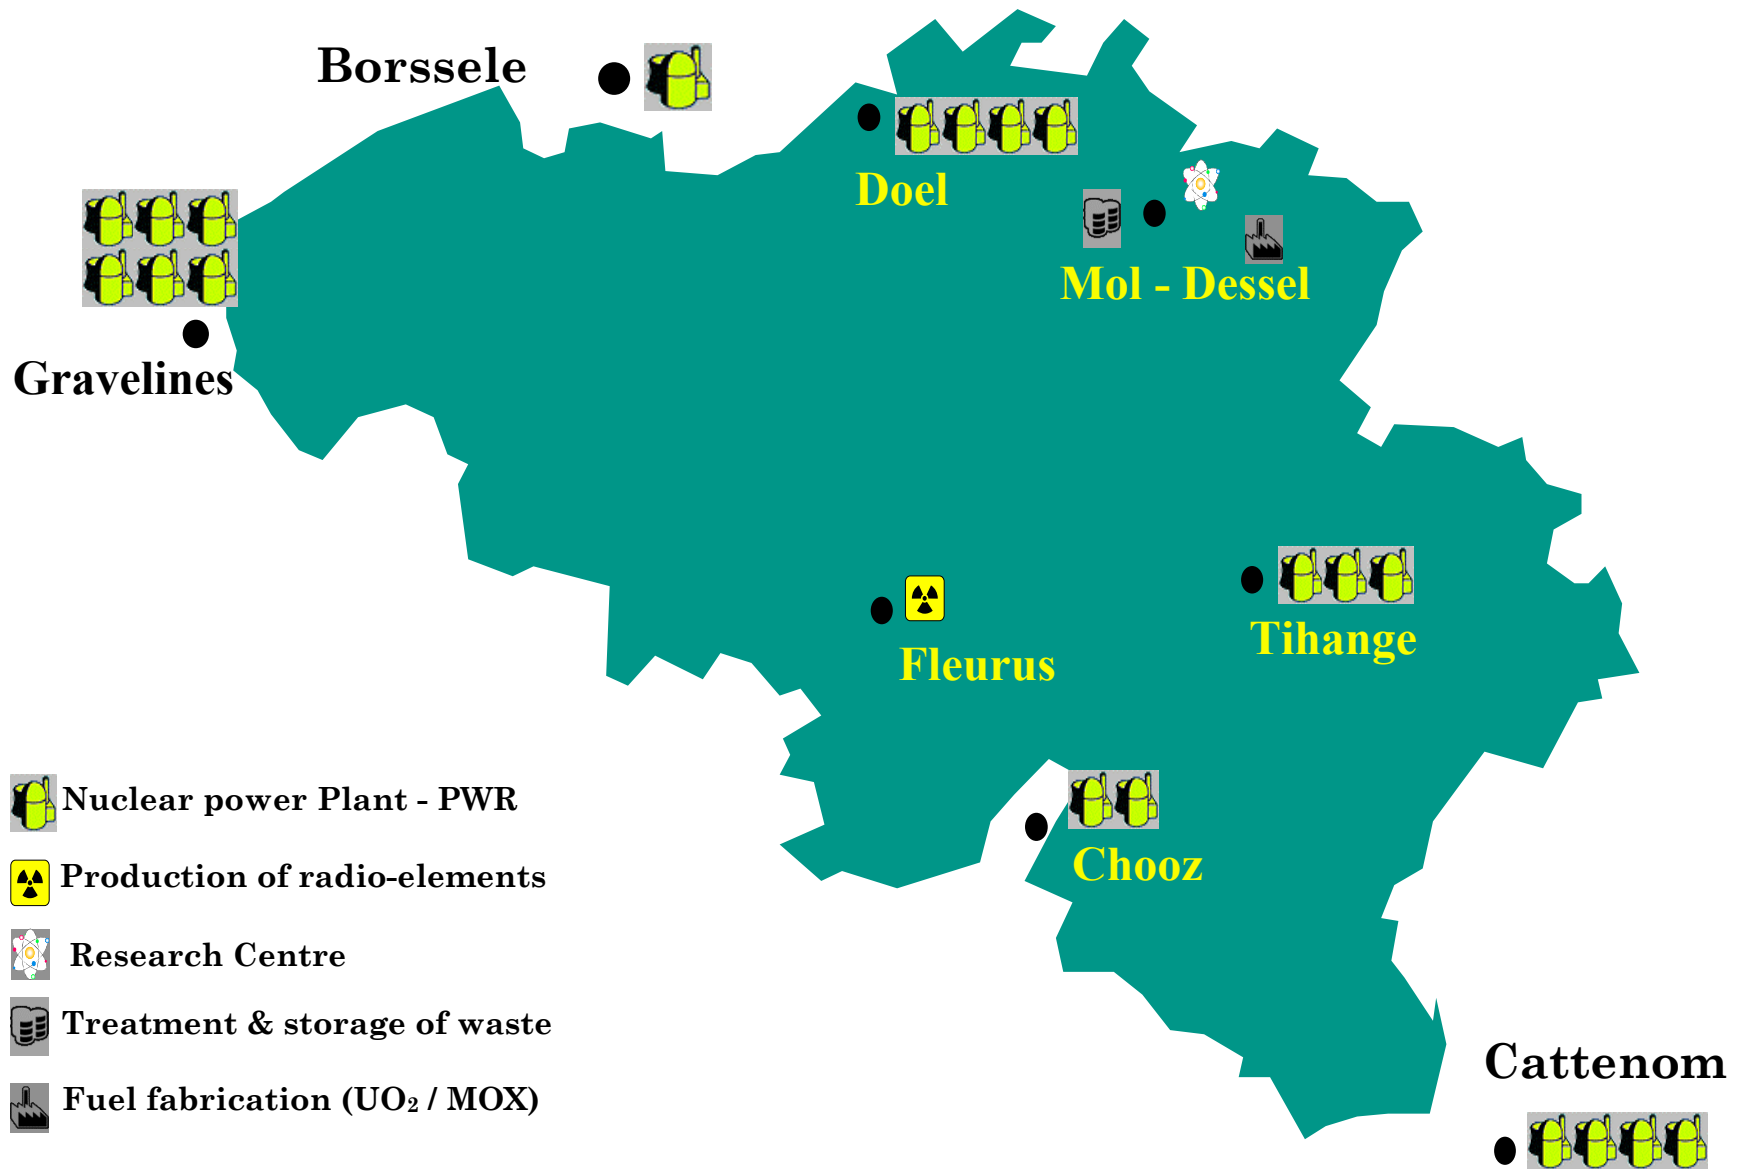 Borssele
Doel
Mol - Dessel
Gravelines
Tihange
Fleurus
Chooz
Nuclear power Plant - PWR
Production of radio-elements
Research Centre
Treatment & storage of waste
Fuel fabrication (UO₂ / MOX)
Cattenom